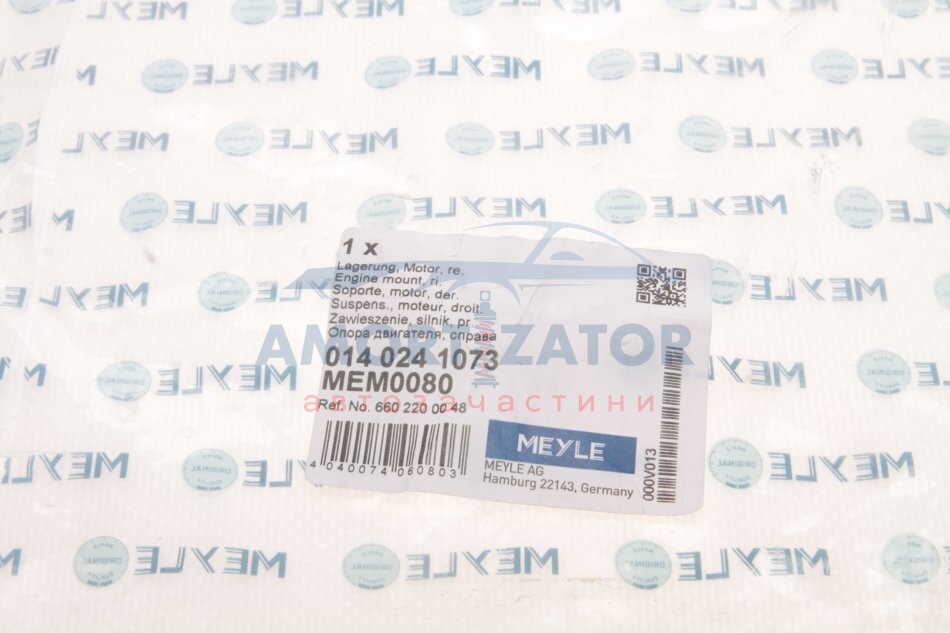 1 x
Lagerung, Motor, re.
Engine mount, ri.
Soporte, motor, der.
Suspens., moteur, droit.
Zawieszenie, silnik, pr.
Опора двигателя, справа
014 024 1073
MEM0080
Ref. No. 660 220 00 48
4 040074 060803
MEYLE
MEYLE AG
Hamburg 22143, Germany
000V013
AMORTIZATOR
автозапчастини